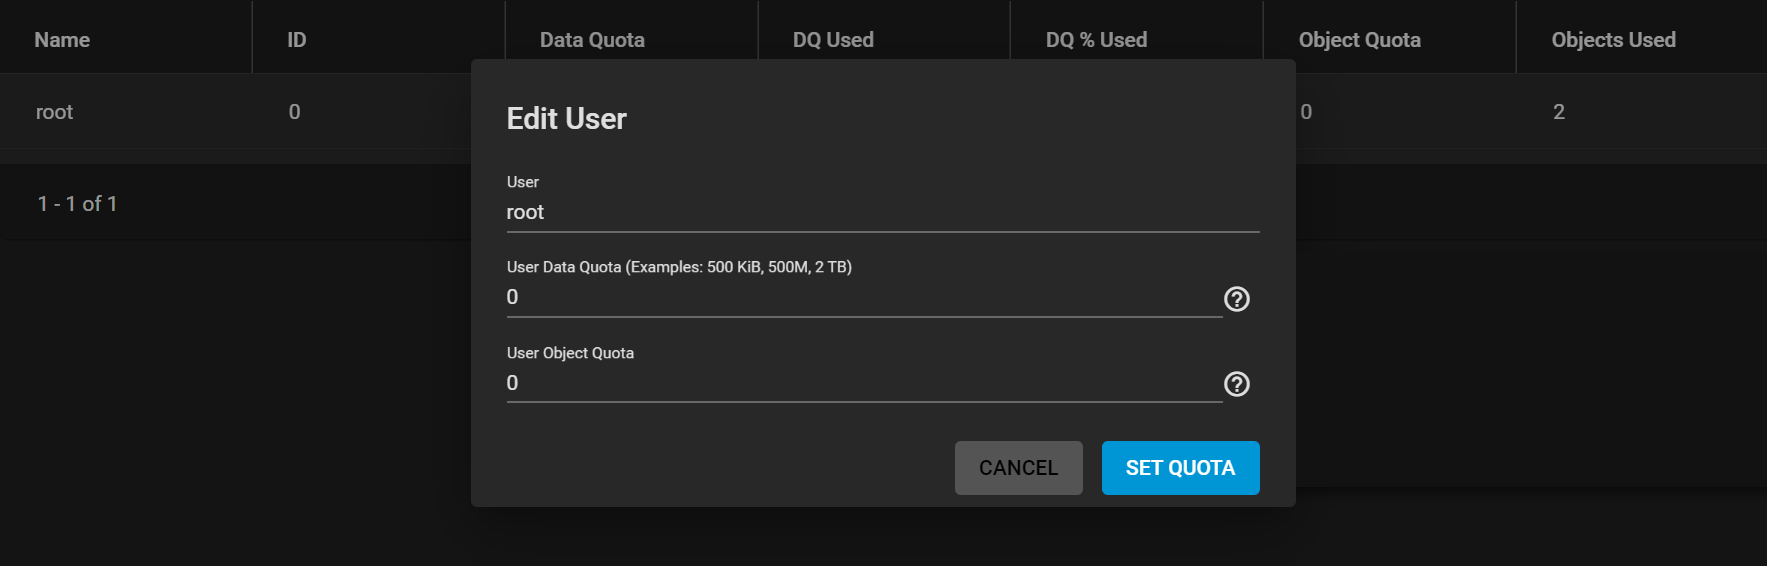 Name ID Data Quota DQ Used DQ % Used Object Quota Objects Used
root 0 0 2
1 - 1 of 1
Edit User
User
root
User Data Quota (Examples: 500 KiB, 500M, 2 TB)
0
User Object Quota
0
CANCEL SET QUOTA